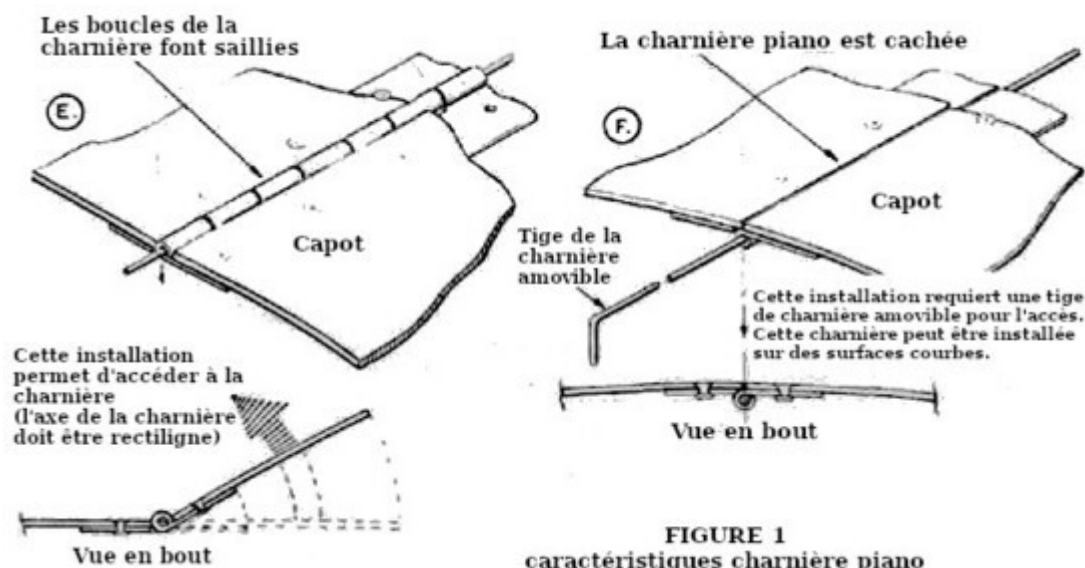 Les boucles de la
charnière font saillies
E.
Capot
Cette installation
permet d'accéder à la
charnière
(l'axe de la charnière
doit être rectiligne)
Vue en bout
La charnière piano est cachée
F.
Capot
Tige de la
charnière
amovible
Cette installation requiert une tige
de charnière amovible pour l'accès.
Cette charnière peut être installée
sur des surfaces courbes.
Vue en bout
FIGURE 1
caractéristiques charnière piano